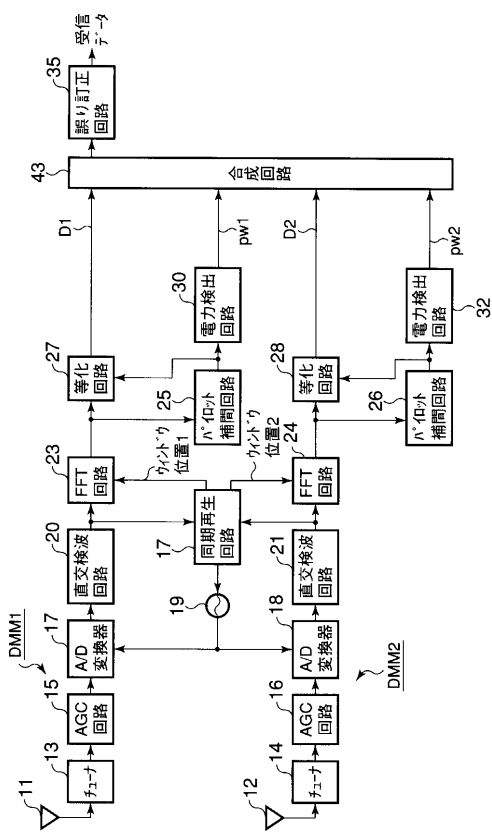 DMM1
11
13
チューナ
15
AGC
回路
17
A/D
変換器
20
直交検波
回路
23
FFT
回路
27
等化
回路
D1
43
合成回路
35
誤り訂正
回路
受信
データ
ウィンドウ
位置1
25
パイロット
補間回路
30
電力検出
回路
pw1
19
17
同期再生
回路
ウィンドウ
位置2
DMM2
12
14
チューナ
16
AGC
回路
18
A/D
変換器
21
直交検波
回路
24
FFT
回路
28
等化
回路
D2
26
パイロット
補間回路
32
電力検出
回路
pw2